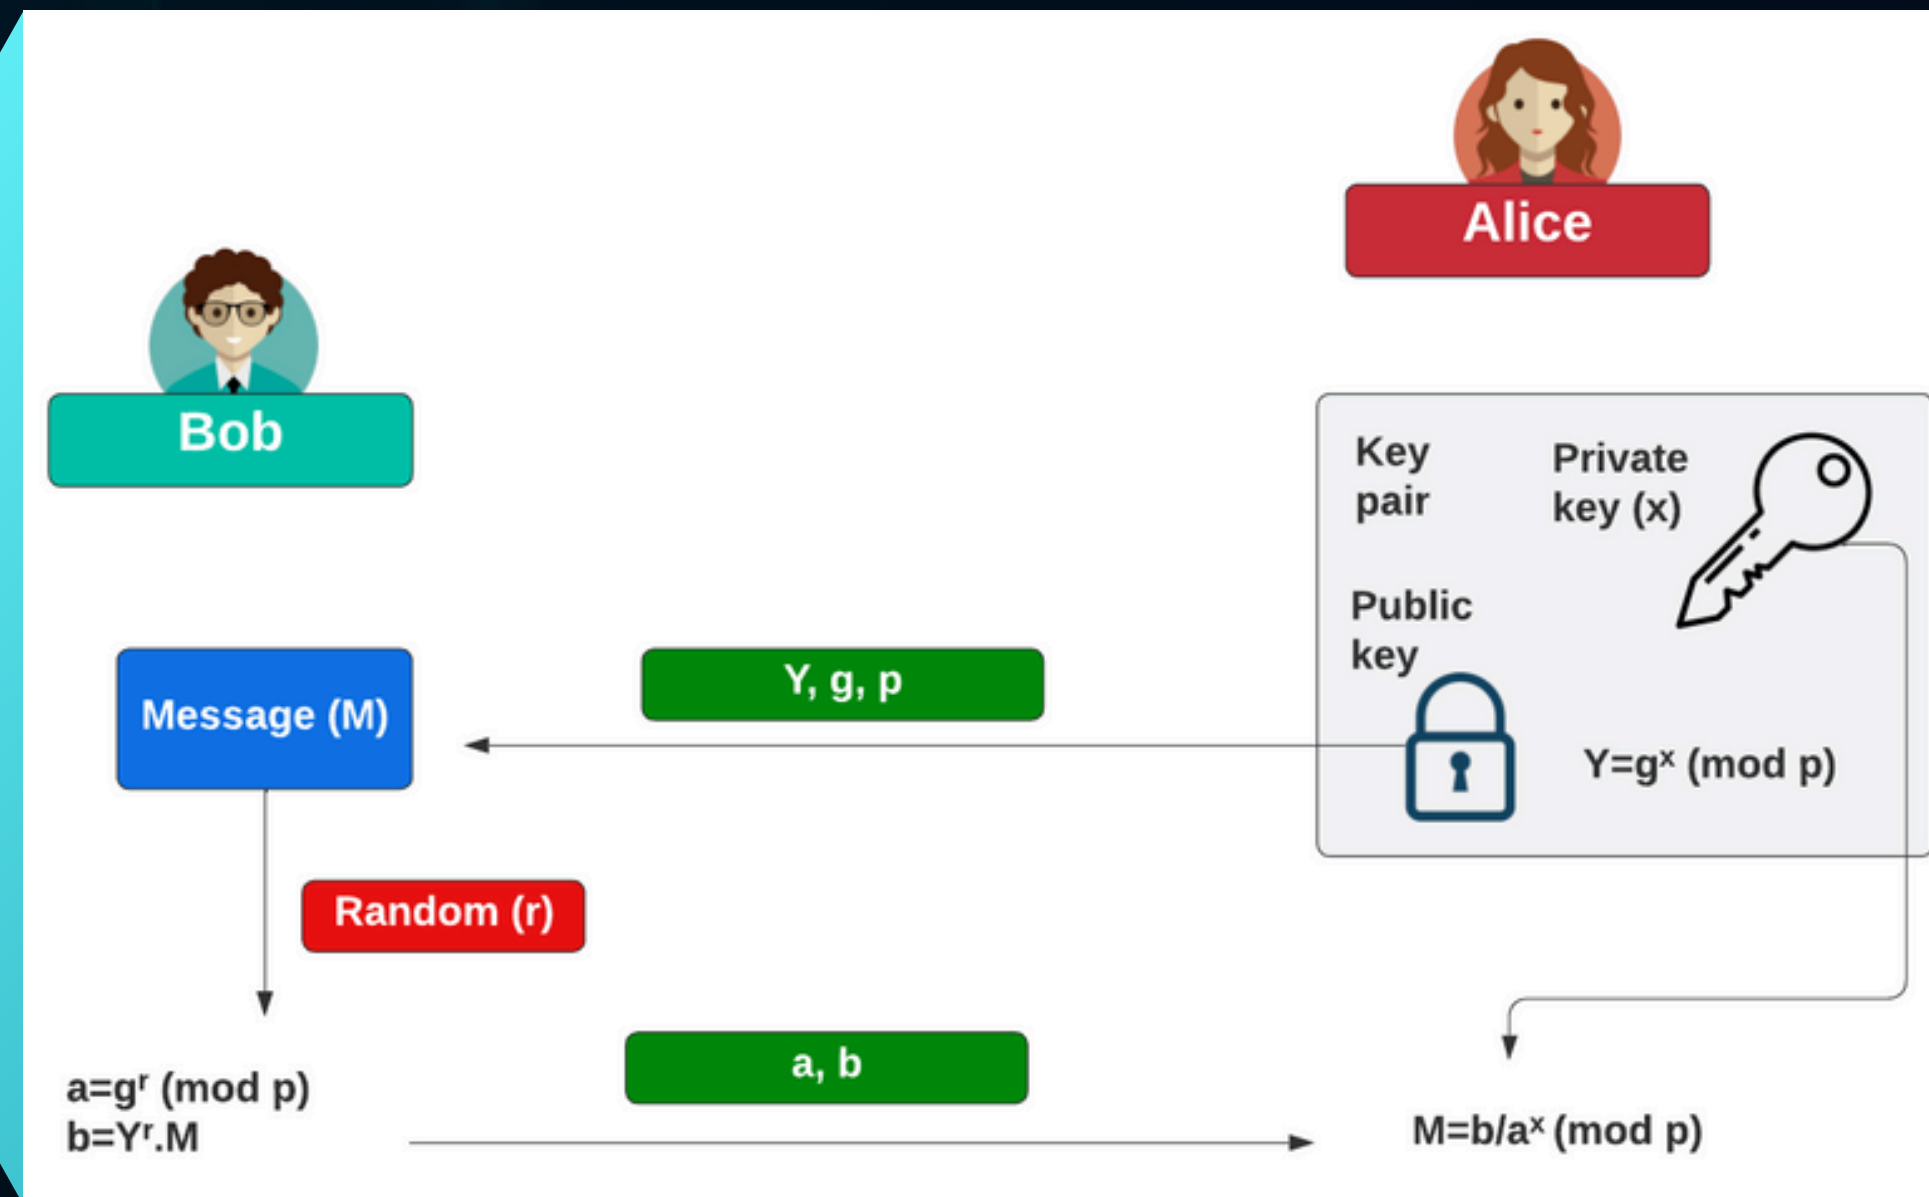 Alice
Bob
Key
pair
Private
key (x)
Public
key
Message (M)
Y, g, p
Y=gˣ (mod p)
Random (r)
a, b
a=gʳ (mod p)
b=Yʳ.M
M=b/aˣ (mod p)